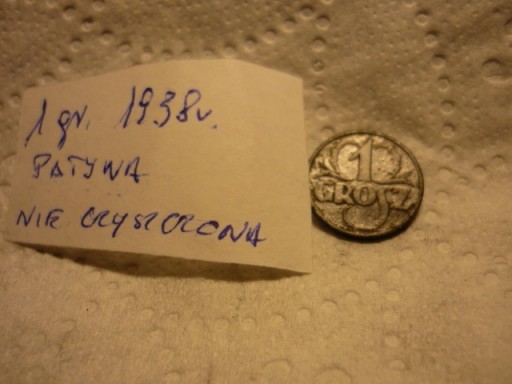 1 gr. 1938r.
PATYNA
NIE CZYSZCZONA
1
GROSZ